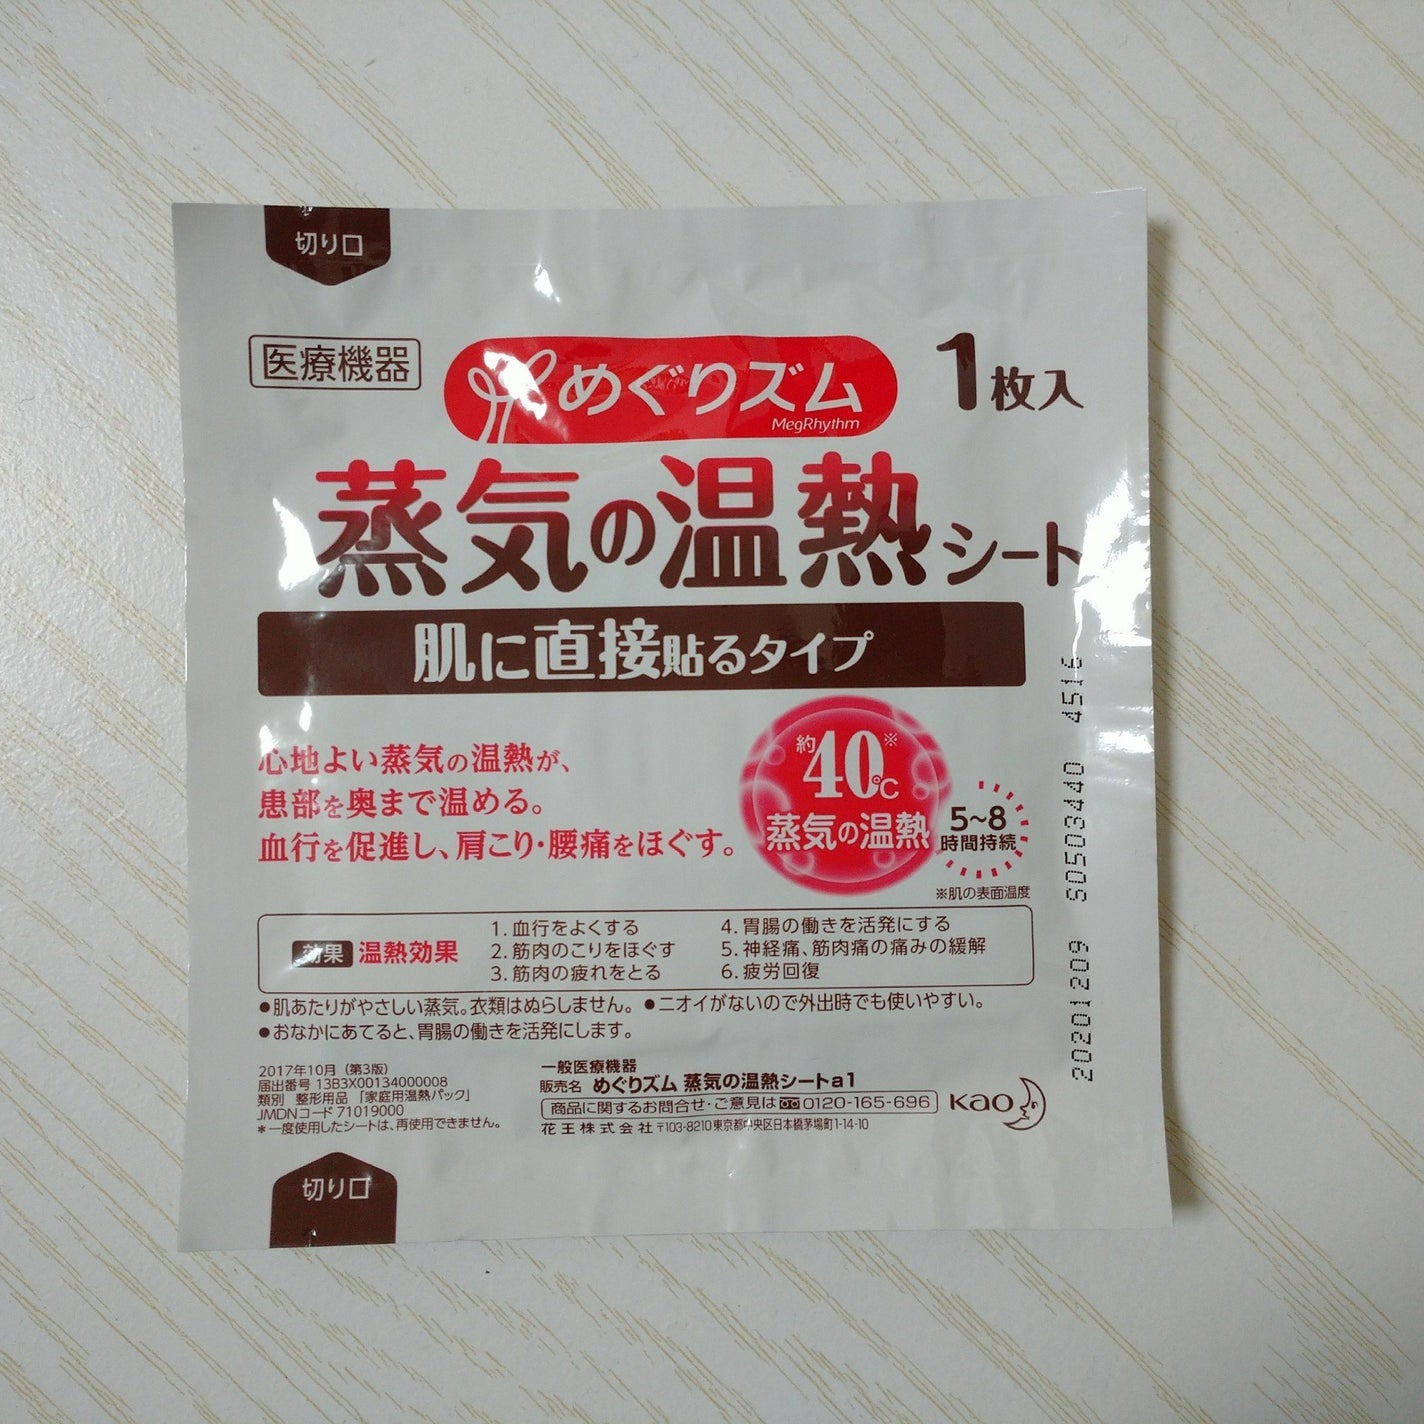 切り口
医療機器
めぐりズム
MegRhythm
1枚入
蒸気の温熱シート
肌に直接貼るタイプ
心地よい蒸気の温熱が、
患部を奥まで温める。
血行を促進し、肩こり・腰痛をほぐす。
約40℃※
蒸気の温熱
5~8
時間持続
※肌の表面温度
効果 温熱効果
1. 血行をよくする
2. 筋肉のこりをほぐす
3. 筋肉の疲れをとる
4. 胃腸の働きを活発にする
5. 神経痛、筋肉痛の痛みの緩解
6. 疲労回復
●肌あたりがやさしい蒸気。衣類はぬらしません。 ●ニオイがないので外出時でも使いやすい。
●おなかにあてると、胃腸の働きを活発にします。
2017年10月（第3版）
届出番号 13B3X00134000008
類別 整形用品 「家庭用温熱パック」
JMDNコード 71019000
＊一度使用したシートは、再使用できません。
一般医療機器
販売名 めぐりズム 蒸気の温熱シートa1
商品に関するお問合せ・ご意見は 0120-165-696
花王株式会社 〒103-8210東京都中央区日本橋茅場町1-14-10
Kao
切り口
20201209 S0503440 4516